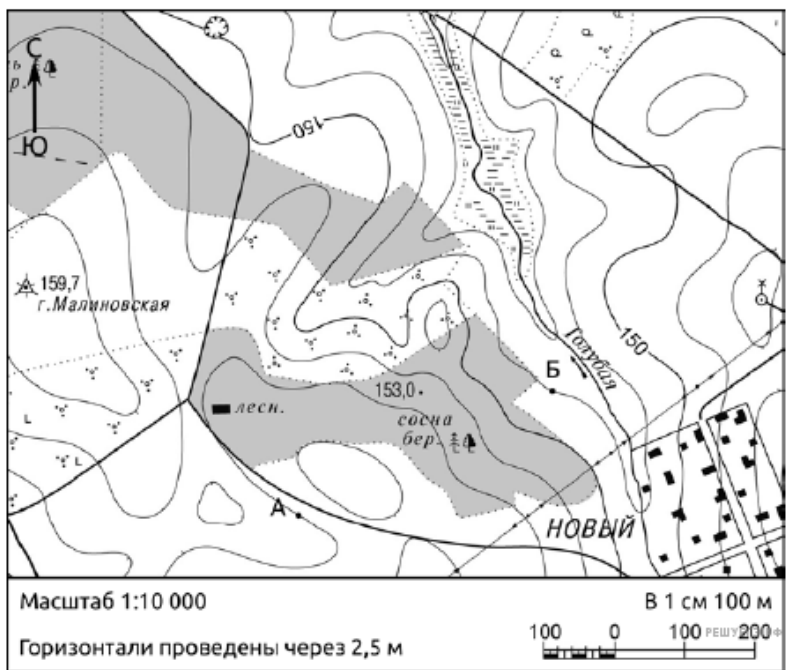 С
Ю
150
159,7
г.Малиновская
Голубая
150
Б
153,0
лесн.
сосна
бер.
А
НОВЫЙ
Масштаб 1:10 000
В 1 см 100 м
Горизонтали проведены через 2,5 м
100 0 100 200